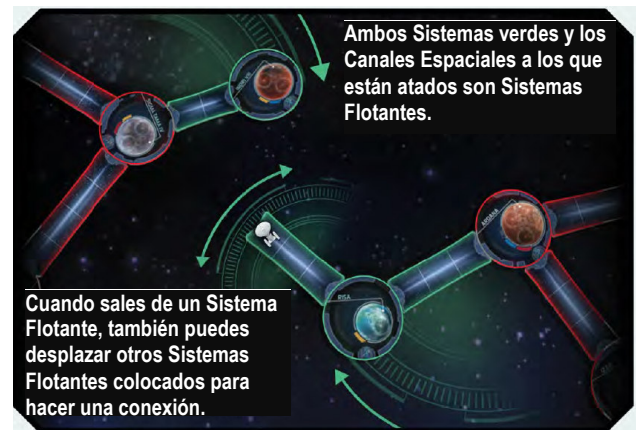 Ambos Sistemas verdes y los
Canales Espaciales a los que
están atados son Sistemas
Flotantes.
RISA
Cuando sales de un Sistema
Flotante, también puedes
desplazar otros Sistemas
Flotantes colocados para
hacer una conexión.